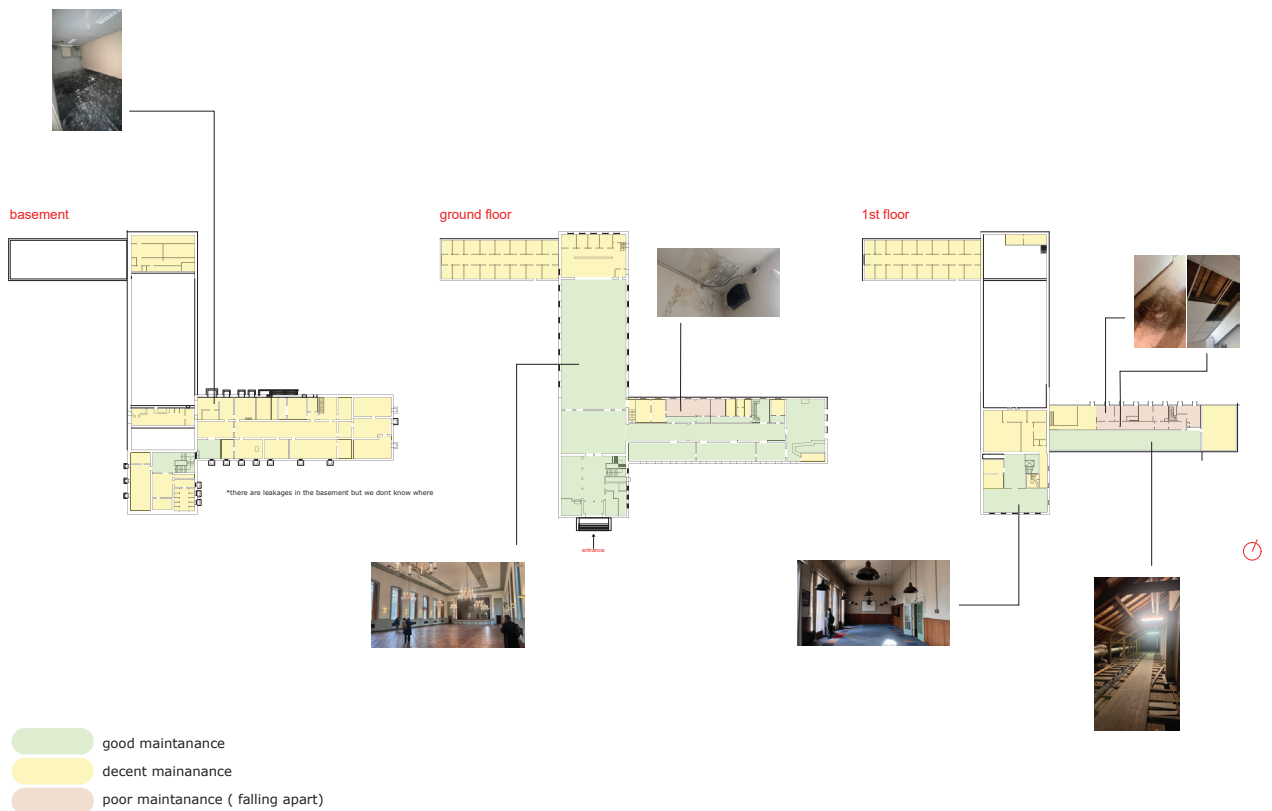 basement
ground floor
1st floor
*there are leakages in the basement but we dont know where
entrance
good maintanance
decent mainanance
poor maintanance ( falling apart)